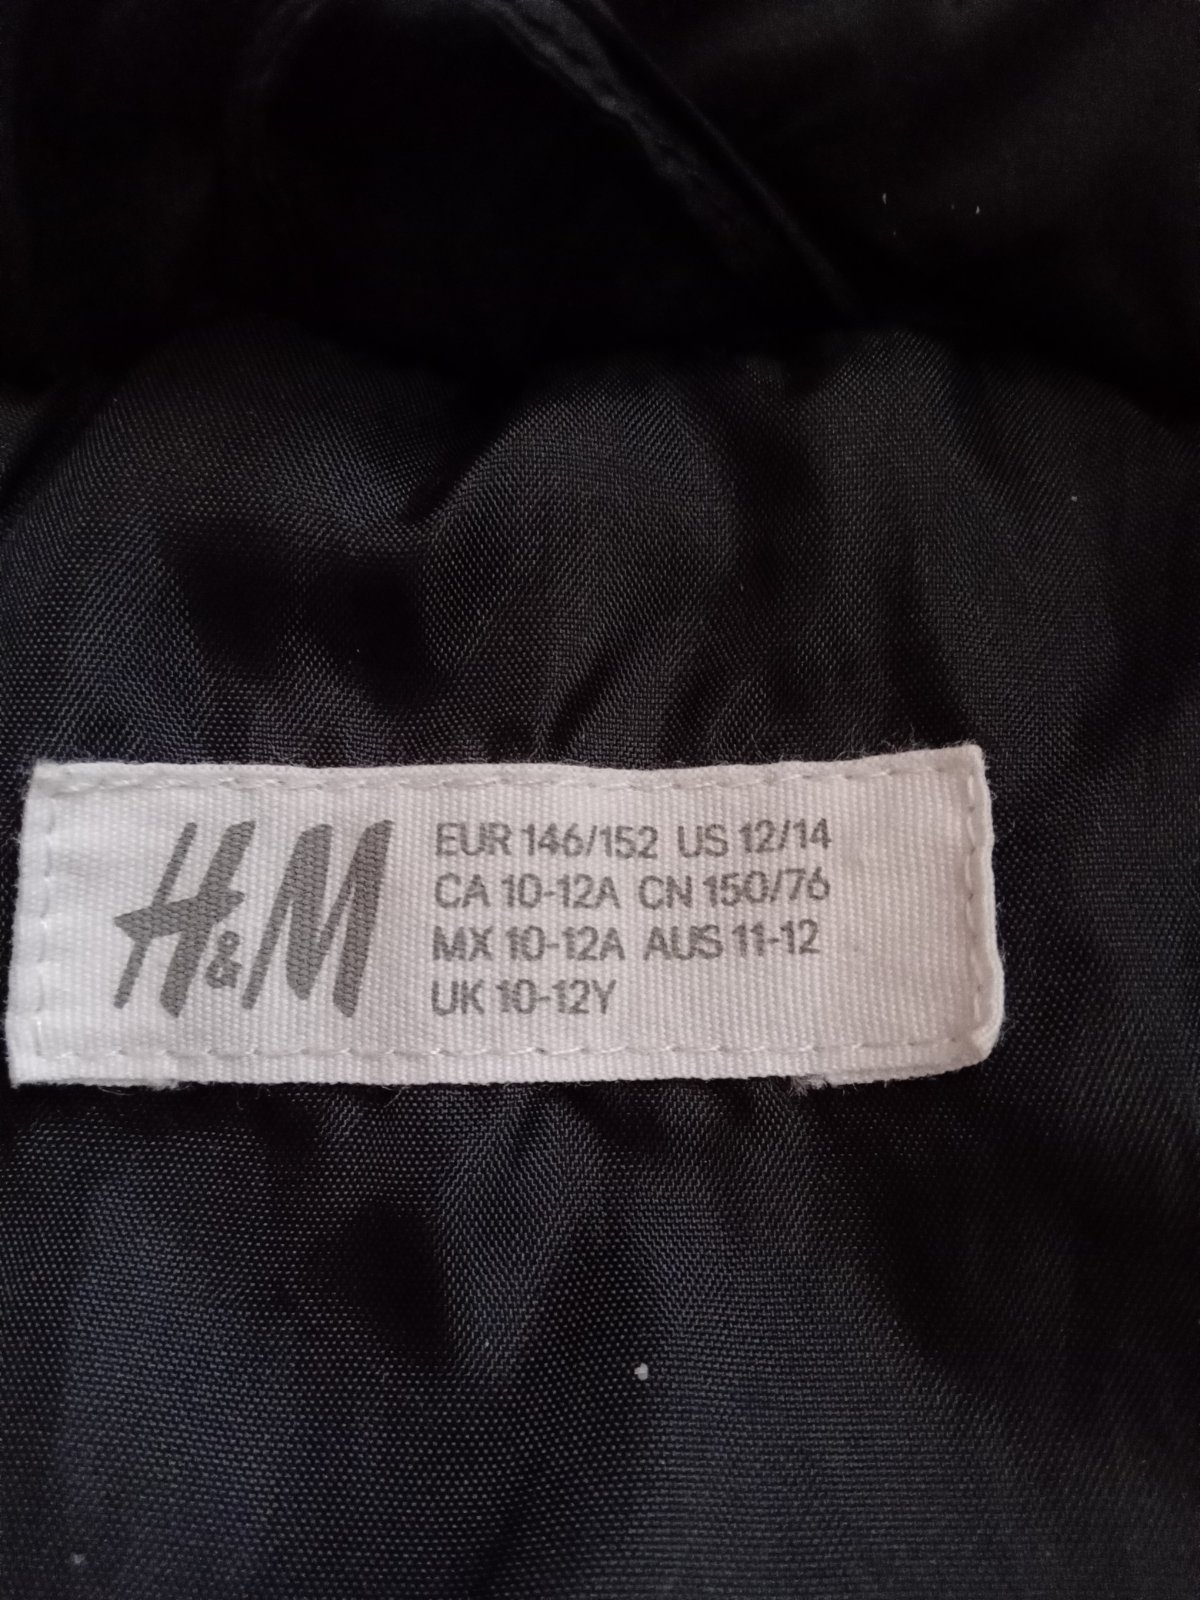 H&M
EUR 146/152 US 12/14
CA 10-12A CN 150/76
MX 10-12A AUS 11-12
UK 10-12Y